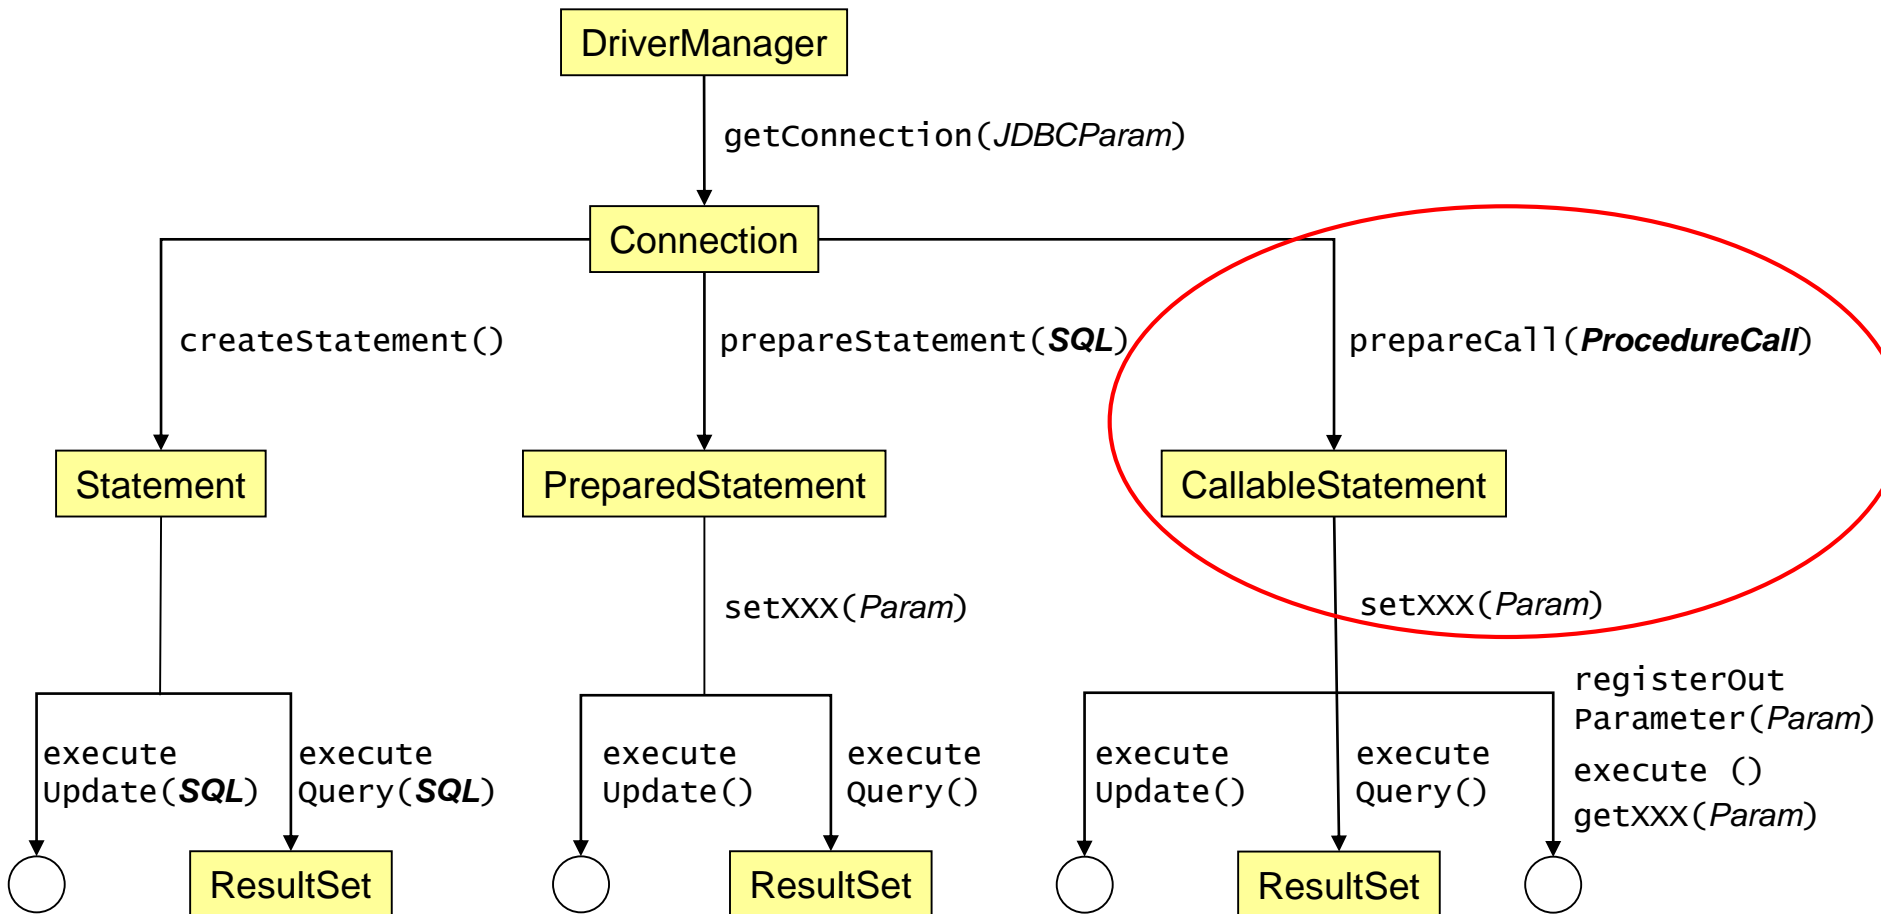 DriverManager
getConnection(JDBCParam)
Connection
createStatement()
prepareStatement(SQL)
prepareCall(ProcedureCall)
Statement
PreparedStatement
CallableStatement
setXXX(Param)
setXXX(Param)
execute
Update(SQL)
execute
Query(SQL)
execute
Update()
execute
Query()
execute
Update()
execute
Query()
registerOut
Parameter(Param)
execute ()
getXXX(Param)
ResultSet
ResultSet
ResultSet